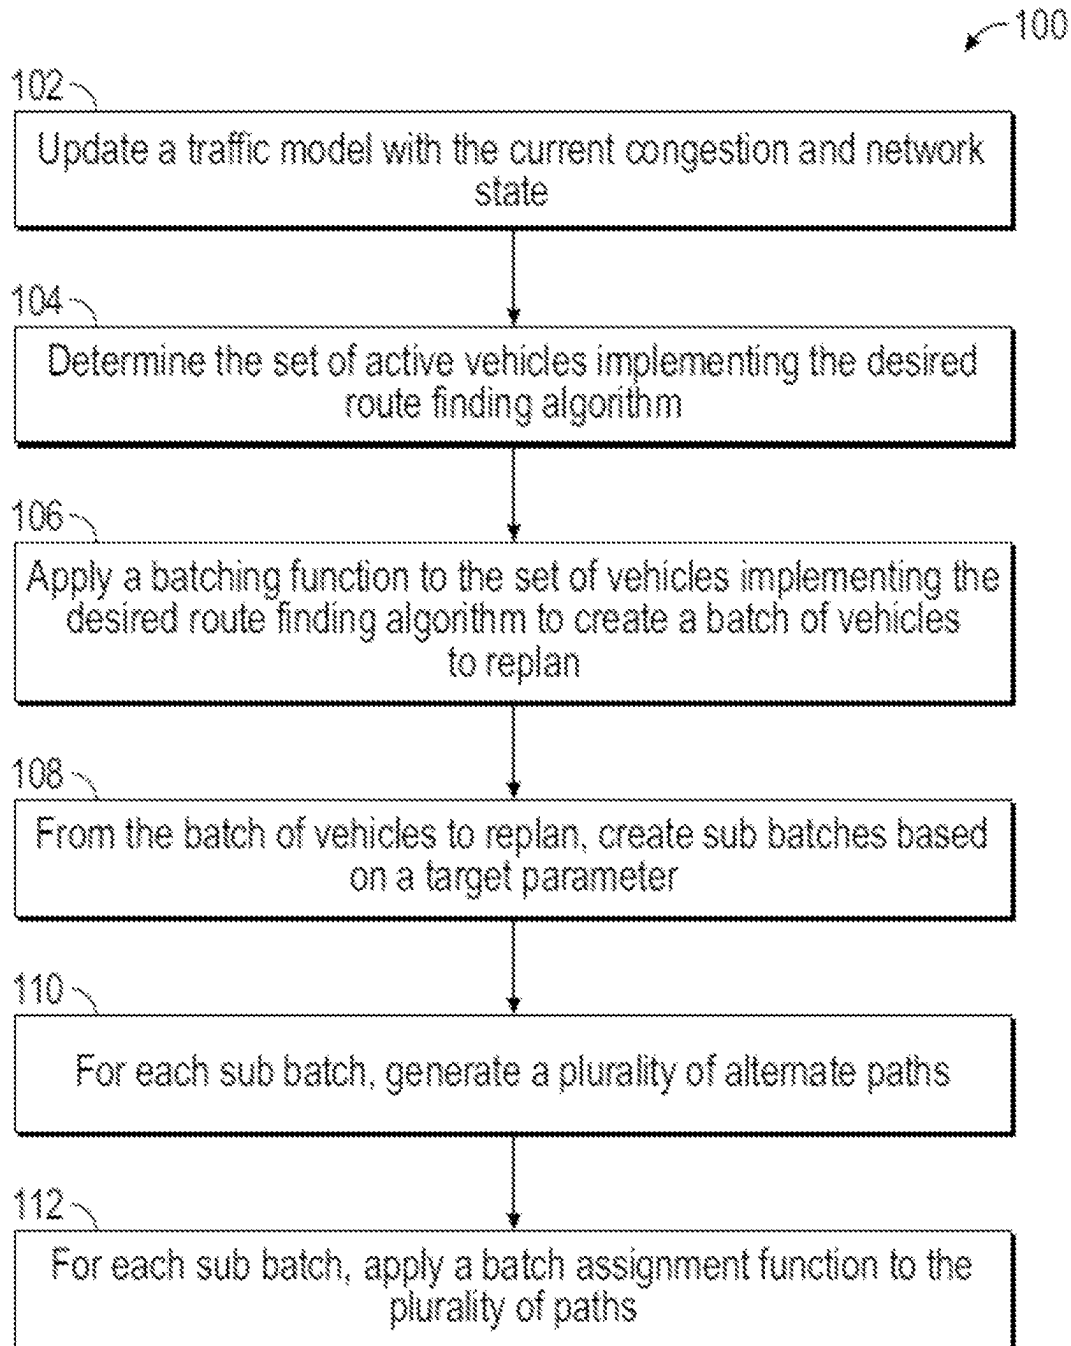 100
102
Update a traffic model with the current congestion and network
state
104
Determine the set of active vehicles implementing the desired
route finding algorithm
106
Apply a batching function to the set of vehicles implementing the
desired route finding algorithm to create a batch of vehicles
to replan
108
From the batch of vehicles to replan, create sub batches based
on a target parameter
110
For each sub batch, generate a plurality of alternate paths
112
For each sub batch, apply a batch assignment function to the
plurality of paths